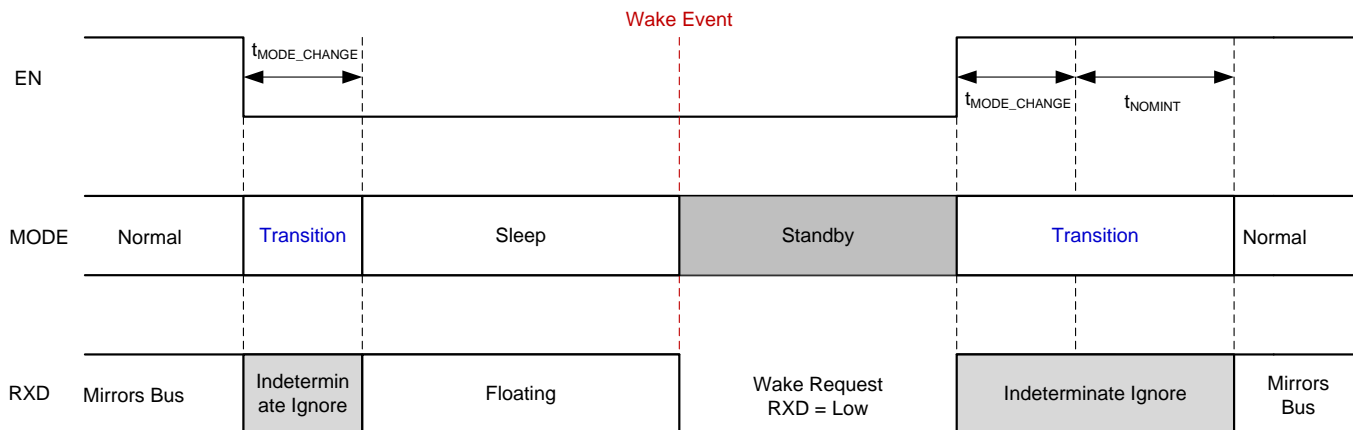 Wake Event
EN
tMODE_CHANGE
tMODE_CHANGE
tNOMINT
MODE
Normal
Transition
Sleep
Standby
Transition
Normal
RXD
Mirrors Bus
Indetermin
ate Ignore
Floating
Wake Request
RXD = Low
Indeterminate Ignore
Mirrors
Bus